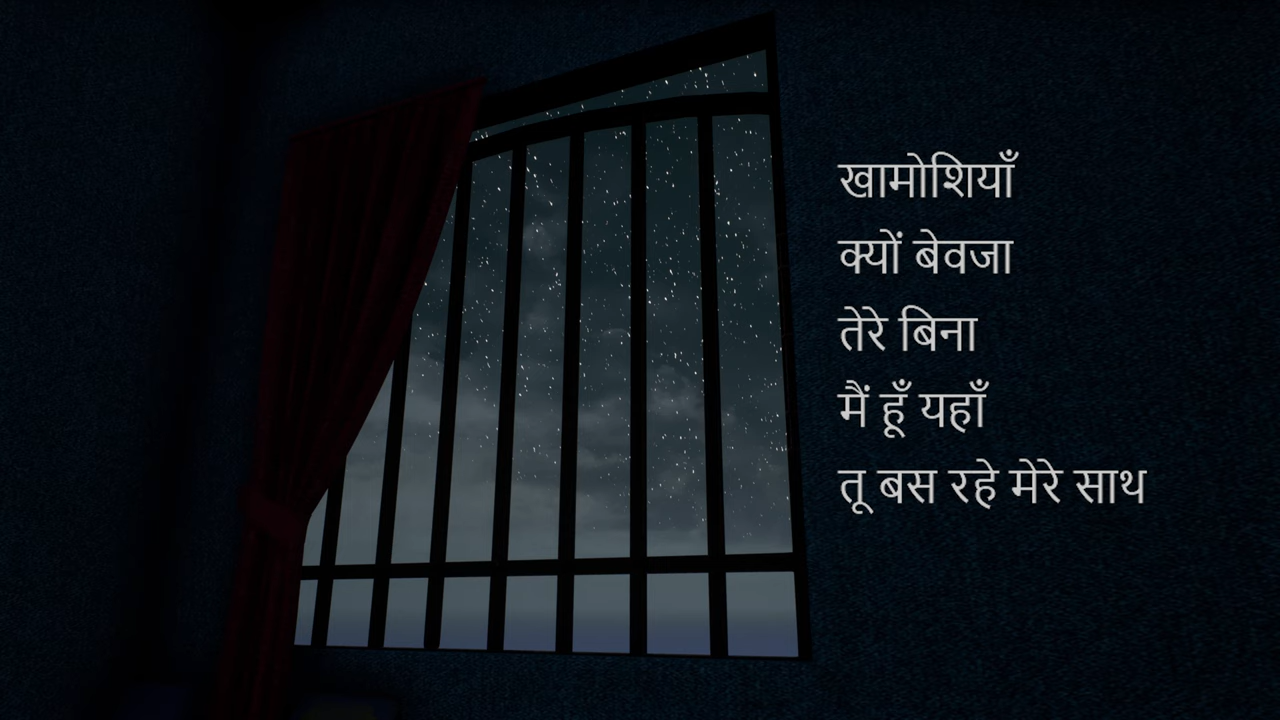 खामोशियाँ
क्यों बेवजा
तेरे बिना
मैं हूँ यहाँ
तू बस रहे मेरे साथ